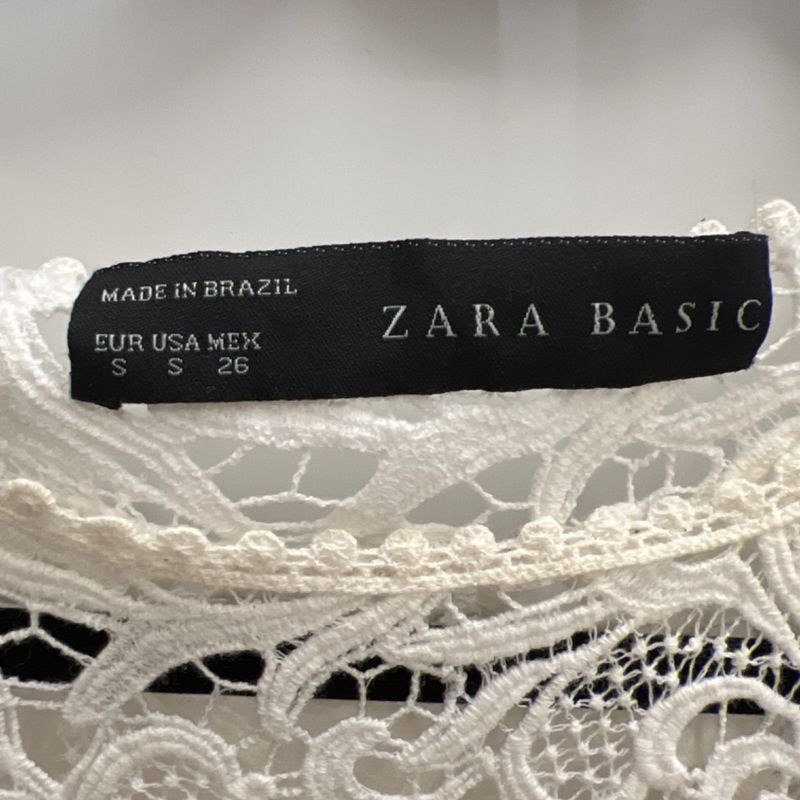 MADE IN BRAZIL
EUR USA MEX
S S 26
ZARA BASIC